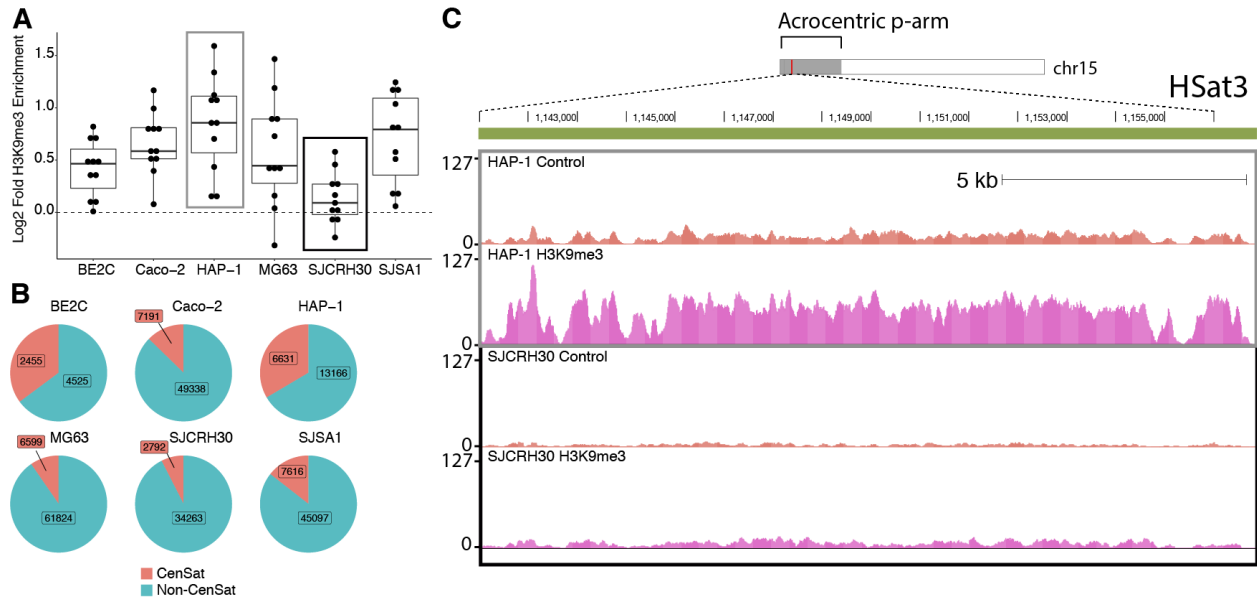 A
Log2 Fold H3K9me3 Enrichment
1.5
1.0
0.5
0.0
BE2C
Caco−2
HAP−1
MG63
SJCRH30
SJSA1
B
BE2C
Caco−2
HAP−1
2455
4525
7191
49338
6631
13166
MG63
SJCRH30
SJSA1
6599
61824
2792
34263
7616
45097
CenSat
Non−CenSat
C
Acrocentric p-arm
chr15
HSat3
1,143,000
1,145,000
1,147,000
1,149,000
1,151,000
1,153,000
1,155,000
127
HAP-1 Control
5 kb
0
HAP-1 H3K9me3
127
0
SJCRH30 Control
127
0
SJCRH30 H3K9me3
127
0